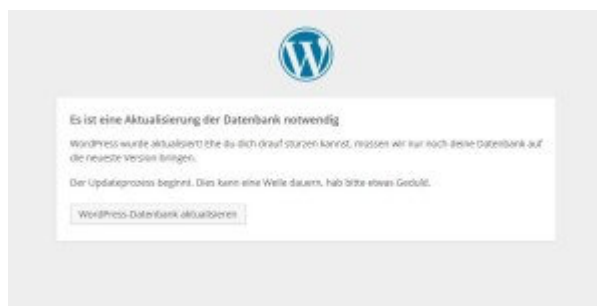 Es ist eine Aktualisierung der Datenbank notwendig
WordPress wurde aktualisiert! Ehe du dich drauf stürzen kannst, müssen wir nur noch deine Datenbank auf
die neueste Version bringen.
Der Updateprozess beginnt. Dies kann eine Weile dauern, hab bitte etwas Geduld.
WordPress-Datenbank aktualisieren